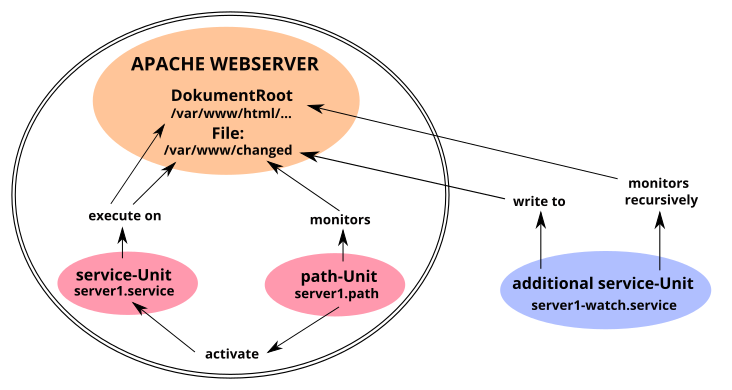 APACHE WEBSERVER
DokumentRoot
/var/www/html/...
File:
/var/www/changed
execute on
monitors
write to
monitors
recursively
service-Unit
server1.service
path-Unit
server1.path
additional service-Unit
server1-watch.service
activate